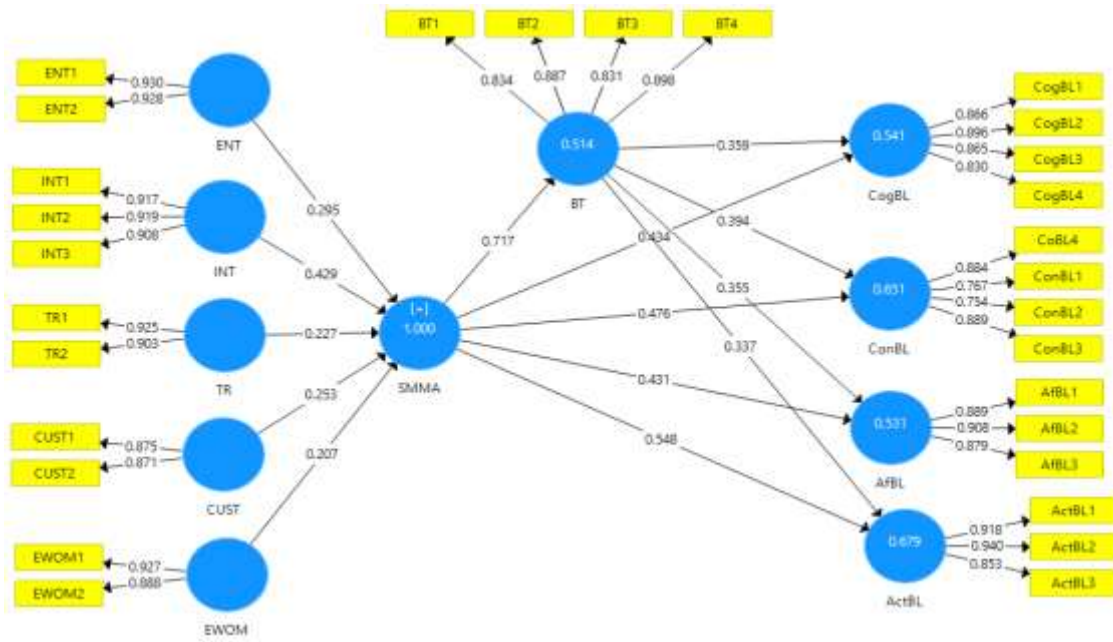 BT1 BT2 BT3 BT4
0.834 0.887 0.831 0.898
ENT1
ENT2
0.930
0.928
ENT
INT1
INT2
INT3
0.917
0.919
0.908
INT
TR1
TR2
0.925
0.903
TR
CUST1
CUST2
0.875
0.871
CUST
EWOM1
EWOM2
0.927
0.888
EWOM
0.295
0.429
0.227
0.253
0.207
[+]
1.000
SMMA
0.717
0.514
BT
0.359
0.434
0.394
0.355
0.476
0.337
0.431
0.548
0.541
CogBL
0.866
0.896
0.865
0.830
CogBL1
CogBL2
CogBL3
CogBL4
0.651
ConBL
0.884
0.767
0.754
0.889
CoBL4
ConBL1
ConBL2
ConBL3
0.531
AfBL
0.889
0.908
0.879
AfBL1
AfBL2
AfBL3
0.679
ActBL
0.918
0.940
0.853
ActBL1
ActBL2
ActBL3